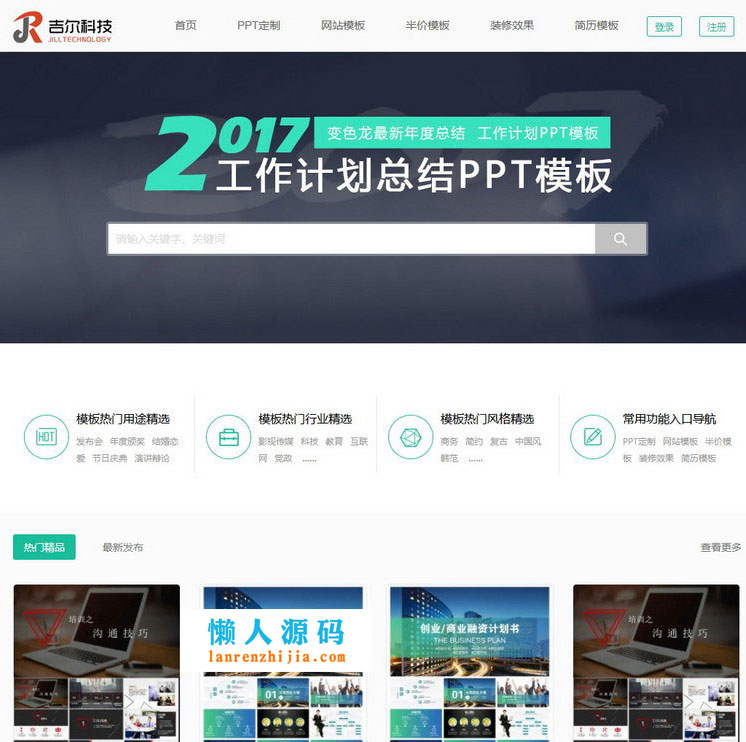 吉尔科技
JILLTECHNOLOGY
首页 PPT定制 网站模板 半价模板 装修效果 简历模板 登录 注册
2017
变色龙最新年度总结 工作计划PPT模板
工作计划总结PPT模板
请输入关键字、关键词
HOT
模板热门用途精选
发布会 年度颁奖 结婚恋
爱 节日庆典 演讲辩论
模板热门行业精选
影视传媒 科技 教育 互联
网 党政 ......
模板热门风格精选
商务 简约 复古 中国风
韩范 ......
常用功能入口导航
PPT定制 网站模板 半价模
板 装修效果 简历模板
热门精品 最新发布 查看更多
培训之
沟通技巧
懒人源码
lanrenzhijia.com
创业/商业融资计划书
THE BUSINESS PLAN
培训之
沟通技巧
01
01